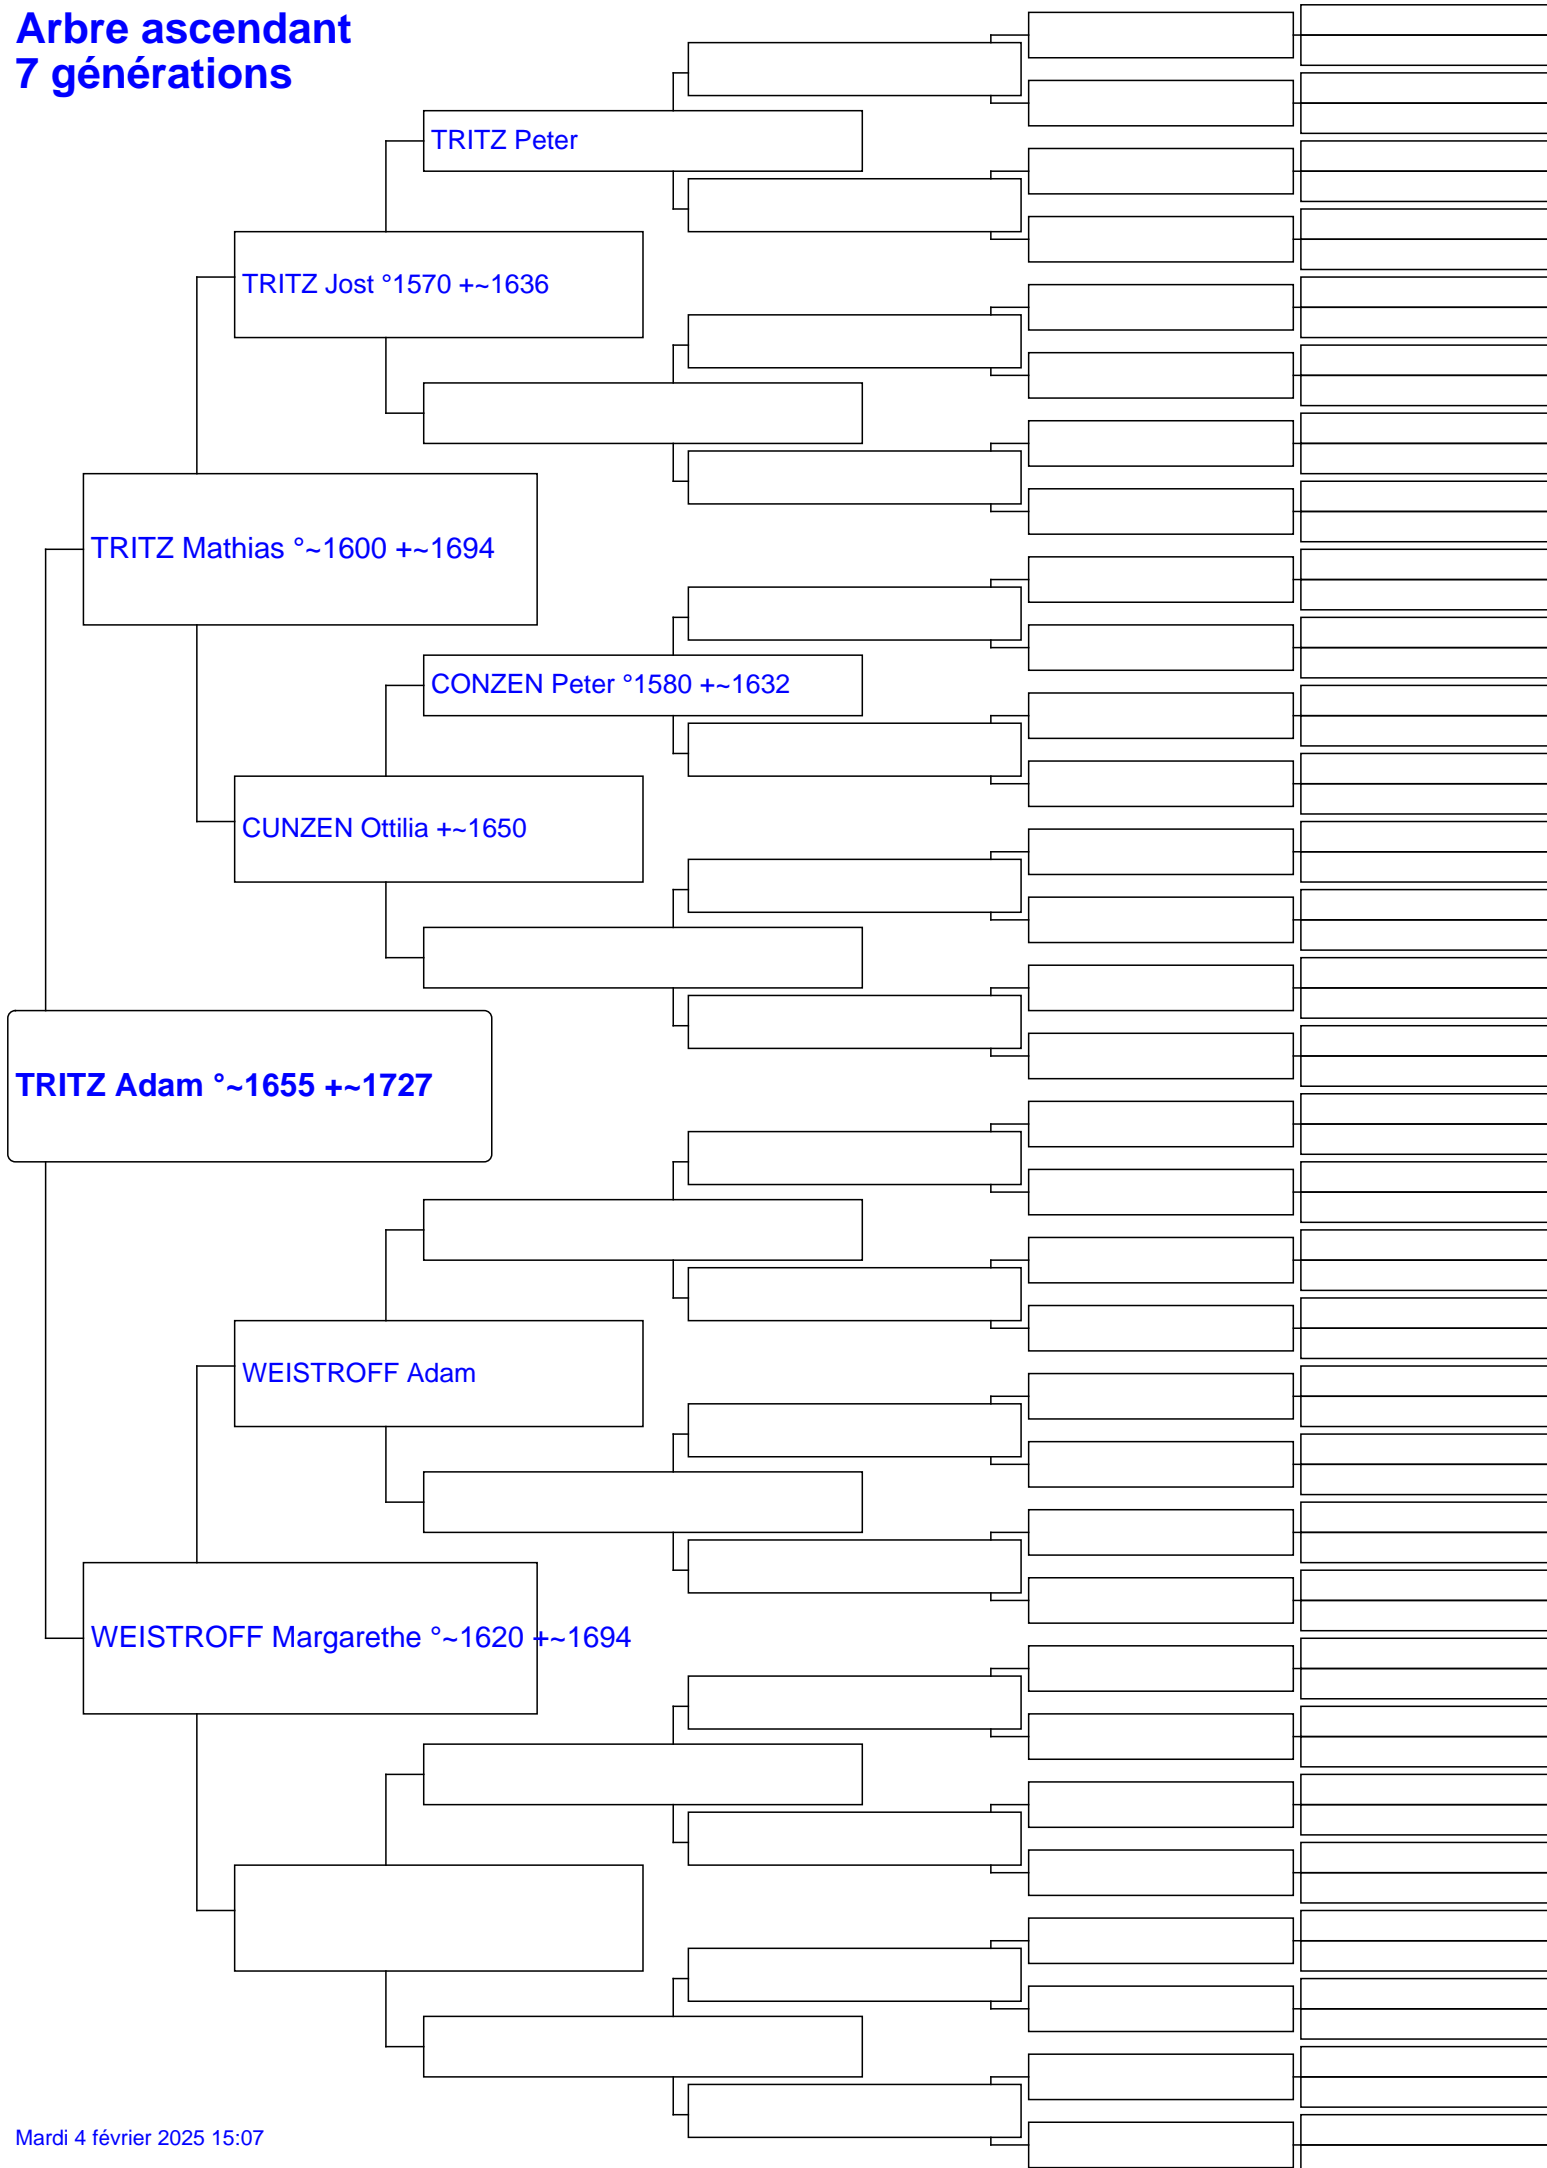 Arbre ascendant
7 générations
TRITZ Peter
TRITZ Jost °1570 +~1636
TRITZ Mathias °~1600 +~1694
CONZEN Peter °1580 +~1632
CUNZEN Ottilia +~1650
TRITZ Adam °~1655 +~1727
WEISTROFF Adam
WEISTROFF Margarethe °~1620 +~1694
Mardi 4 février 2025 15:07